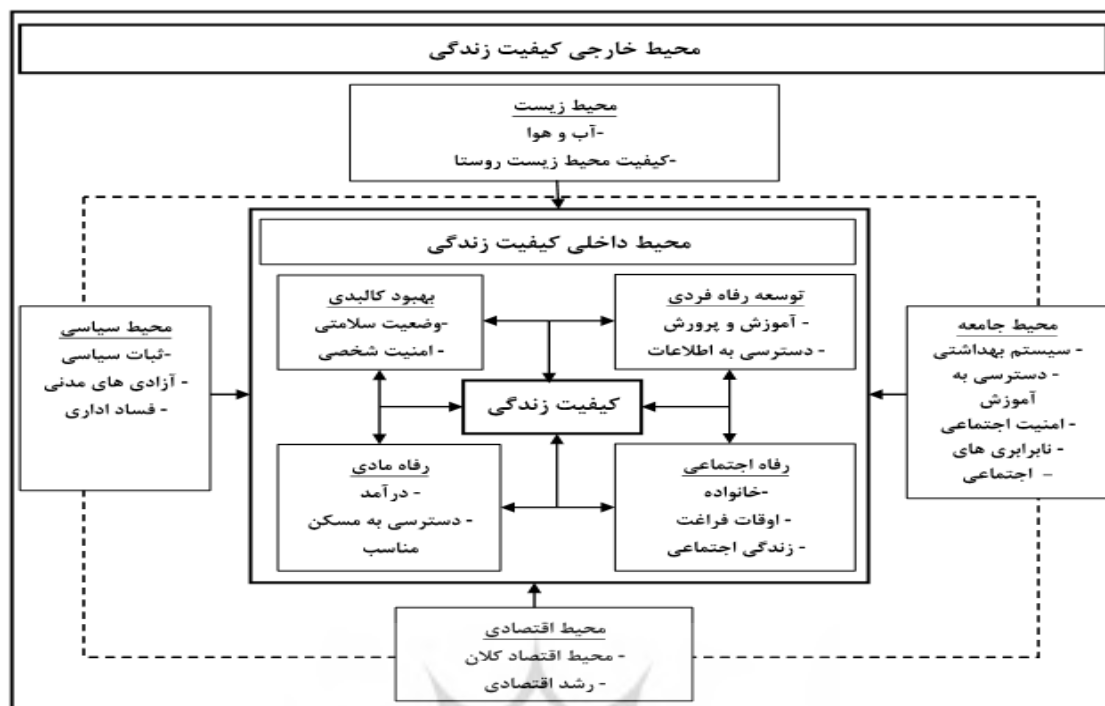 محیط خارجی کیفیت زندگی
محیط زیست
-آب و هوا
-کیفیت محیط زیست روستا
محیط داخلی کیفیت زندگی
توسعه رفاه فردی
- آموزش و پرورش
- دسترسی به اطلاعات
بهبود کالبدی
-وضعیت سلامتی
- امنیت شخصی
محیط جامعه
- سیستم بهداشتی
- دسترسی به
آموزش
- امنیت اجتماعی
- نابرابری های
- اجتماعی
کیفیت زندگی
محیط سیاسی
-ثبات سیاسی
- آزادی های مدنی
- فساد اداری
رفاه اجتماعی
-خانواده
- اوقات فراغت
- زندگی اجتماعی
رفاه مادی
- درآمد
- دسترسی به مسکن
مناسب
محیط اقتصادی
- محیط اقتصاد کلان
- رشد اقتصادی